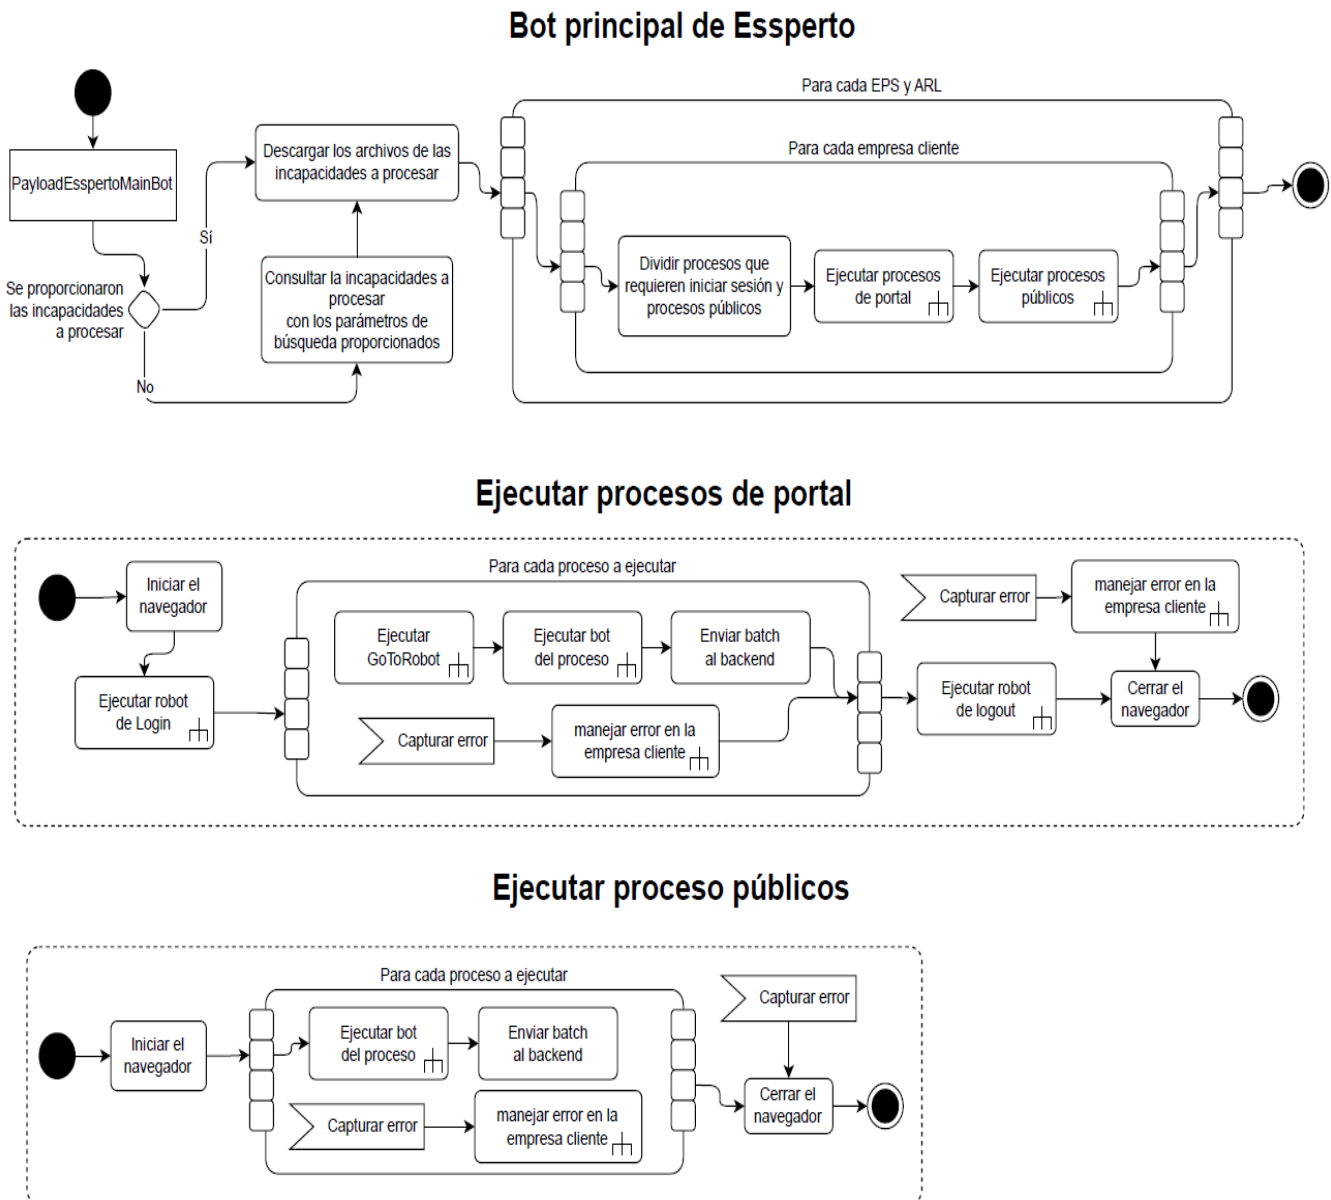 Bot principal de Essperto
Para cada EPS y ARL
Para cada empresa cliente
PayloadEsspertoMainBot
Se proporcionaron
las incapacidades
a procesar
Sí
No
Descargar los archivos de las
incapacidades a procesar
Consultar la incapacidades a
procesar
con los parámetros de
búsqueda proporcionados
Dividir procesos que
requieren iniciar sesión y
procesos públicos
Ejecutar procesos
de portal
Ejecutar procesos
públicos
Ejecutar procesos de portal
Iniciar el
navegador
Ejecutar robot
de Login
Para cada proceso a ejecutar
Ejecutar
GoToRobot
Ejecutar bot
del proceso
Enviar batch
al backend
Capturar error
manejar error en la
empresa cliente
Capturar error
manejar error en la
empresa cliente
Ejecutar robot
de logout
Cerrar el
navegador
Ejecutar proceso públicos
Iniciar el
navegador
Para cada proceso a ejecutar
Ejecutar bot
del proceso
Enviar batch
al backend
Capturar error
manejar error en la
empresa cliente
Capturar error
Cerrar el
navegador